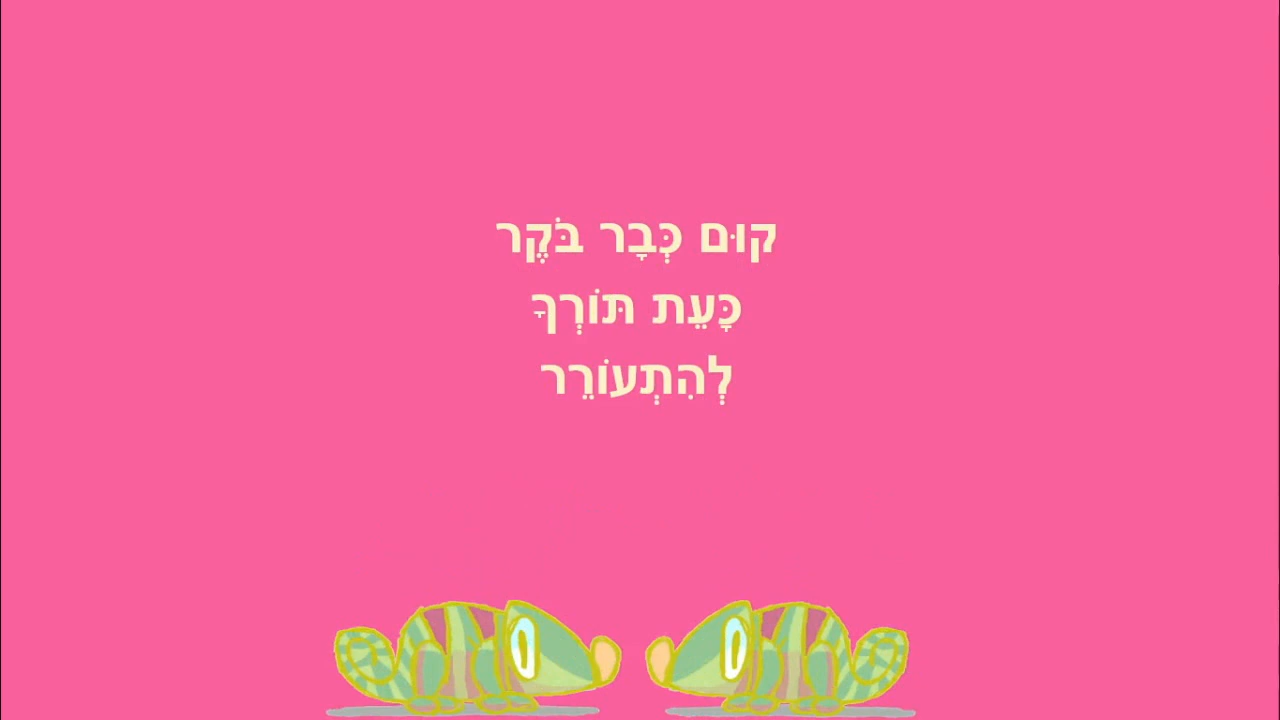 קוּם כְּבָר בֹּקֶר
כָּעֵת תּוֹרְךָ
לְהִתְעוֹרֵר